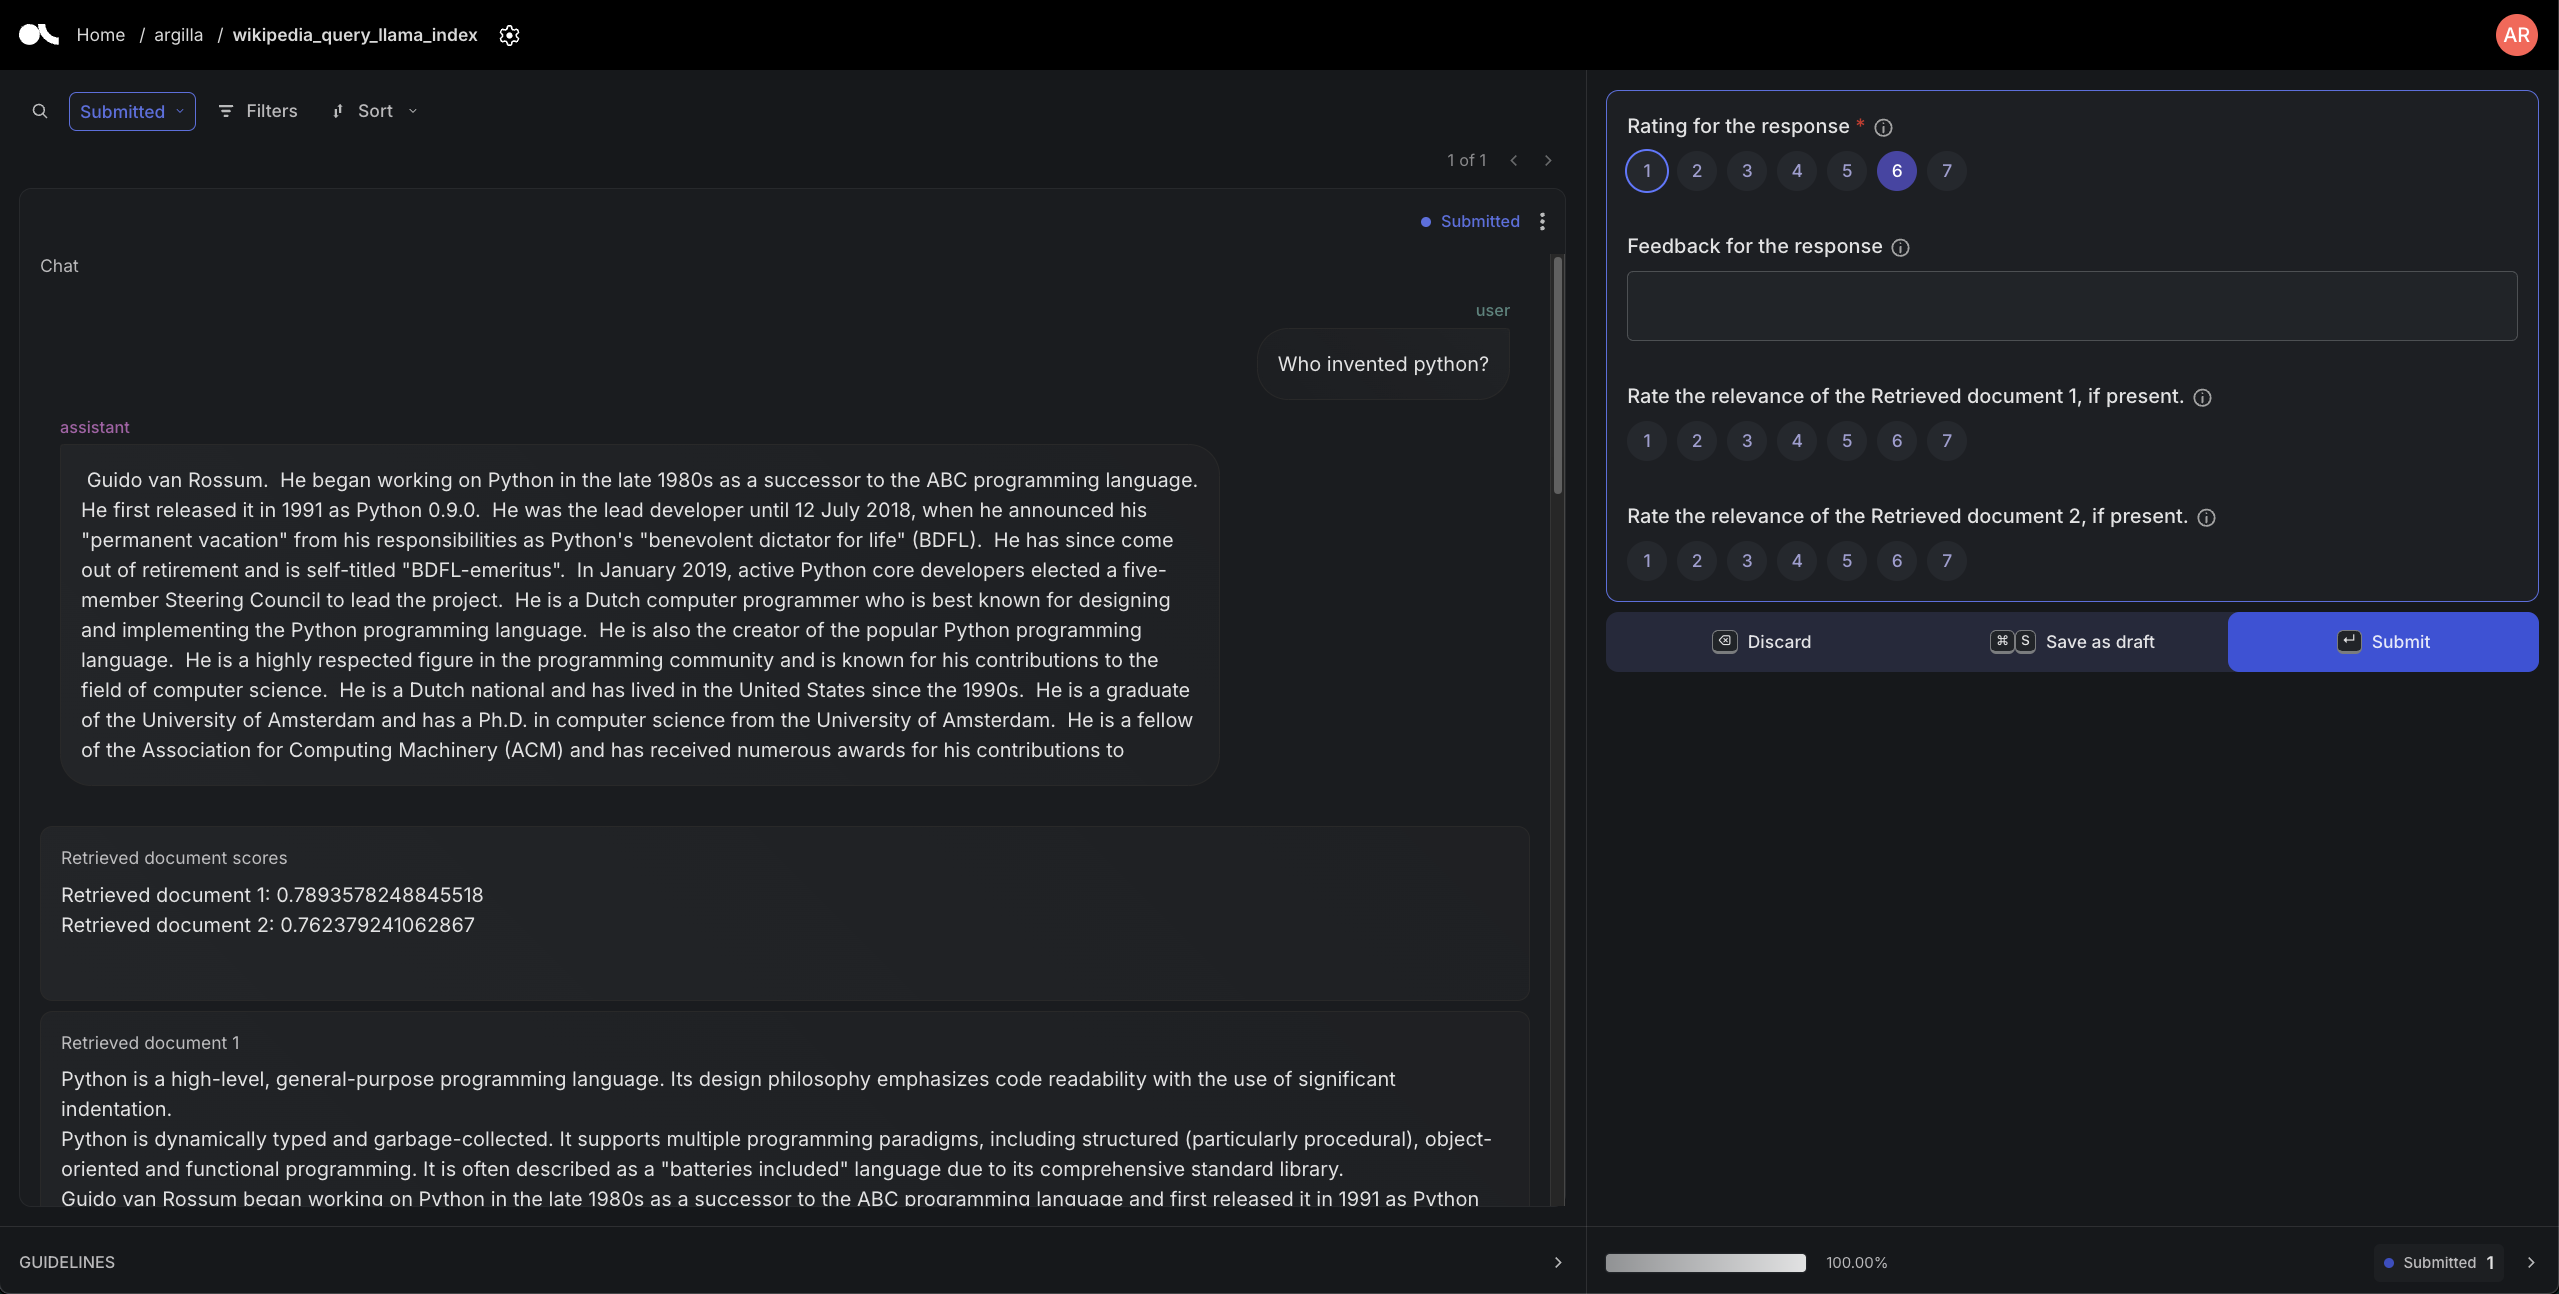 Home / argilla / wikipedia_query_llama_index
AR
Submitted Filters Sort
1 of 1
Submitted
Chat
user
Who invented python?
assistant
Guido van Rossum.  He began working on Python in the late 1980s as a successor to the ABC programming language.
He first released it in 1991 as Python 0.9.0.  He was the lead developer until 12 July 2018, when he announced his
"permanent vacation" from his responsibilities as Python's "benevolent dictator for life" (BDFL).  He has since come
out of retirement and is self-titled "BDFL-emeritus".  In January 2019, active Python core developers elected a five-
member Steering Council to lead the project.  He is a Dutch computer programmer who is best known for designing
and implementing the Python programming language.  He is also the creator of the popular Python programming
language.  He is a highly respected figure in the programming community and is known for his contributions to the
field of computer science.  He is a Dutch national and has lived in the United States since the 1990s.  He is a graduate
of the University of Amsterdam and has a Ph.D. in computer science from the University of Amsterdam.  He is a fellow
of the Association for Computing Machinery (ACM) and has received numerous awards for his contributions to
Retrieved document scores
Retrieved document 1: 0.7893578248845518
Retrieved document 2: 0.762379241062867
Retrieved document 1
Python is a high-level, general-purpose programming language. Its design philosophy emphasizes code readability with the use of significant
indentation.
Python is dynamically typed and garbage-collected. It supports multiple programming paradigms, including structured (particularly procedural), object-
oriented and functional programming. It is often described as a "batteries included" language due to its comprehensive standard library.
Guido van Rossum began working on Python in the late 1980s as a successor to the ABC programming language and first released it in 1991 as Python
GUIDELINES
Rating for the response *
1 2 3 4 5 6 7
Feedback for the response
Rate the relevance of the Retrieved document 1, if present.
1 2 3 4 5 6 7
Rate the relevance of the Retrieved document 2, if present.
1 2 3 4 5 6 7
Discard ⌘ S Save as draft Submit
100.00% Submitted 1